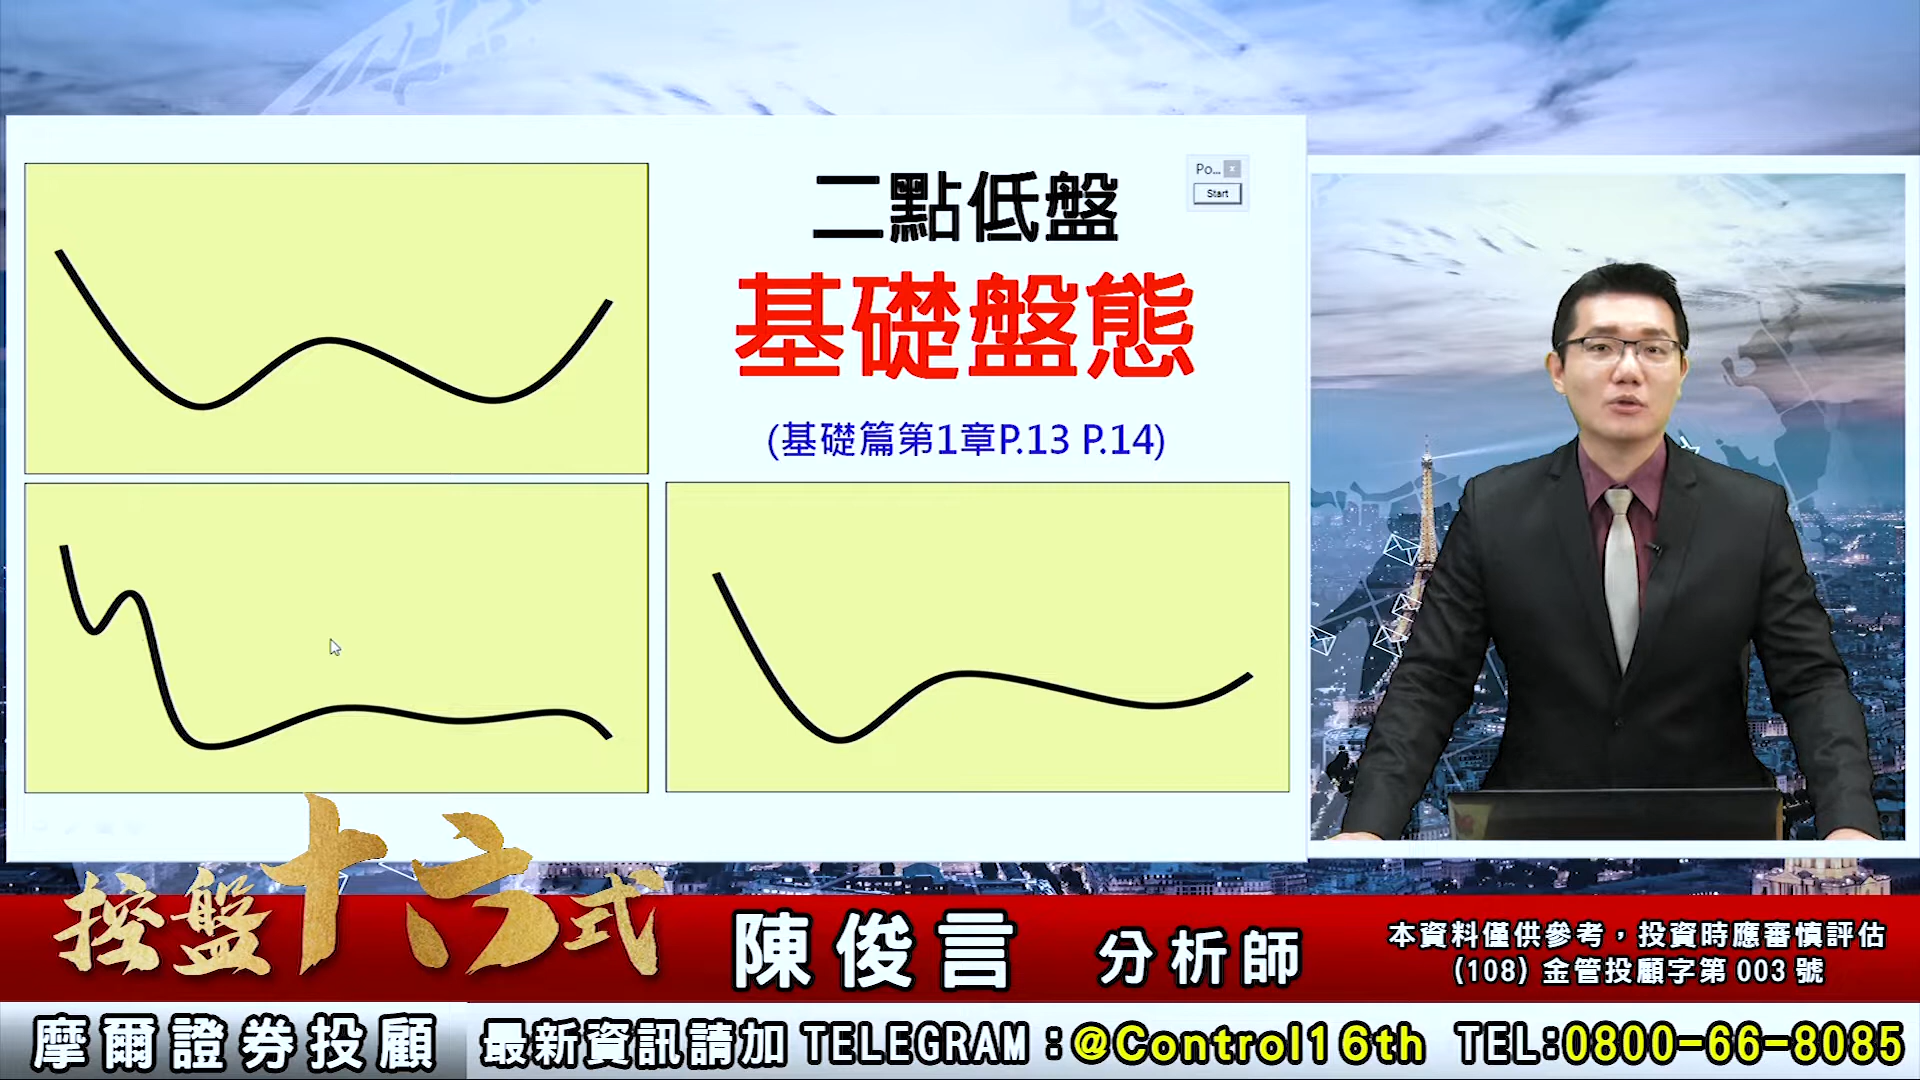 二點低盤
Po...
x
Start
基礎盤態
(基礎篇第1章P.13 P.14)
控盤十六式
陳俊言 分析師
本資料僅供參考，投資時應審慎評估
(108) 金管投顧字第 003 號
摩爾證券投顧 最新資訊請加 TELEGRAM：@Control16th TEL:0800-66-8085